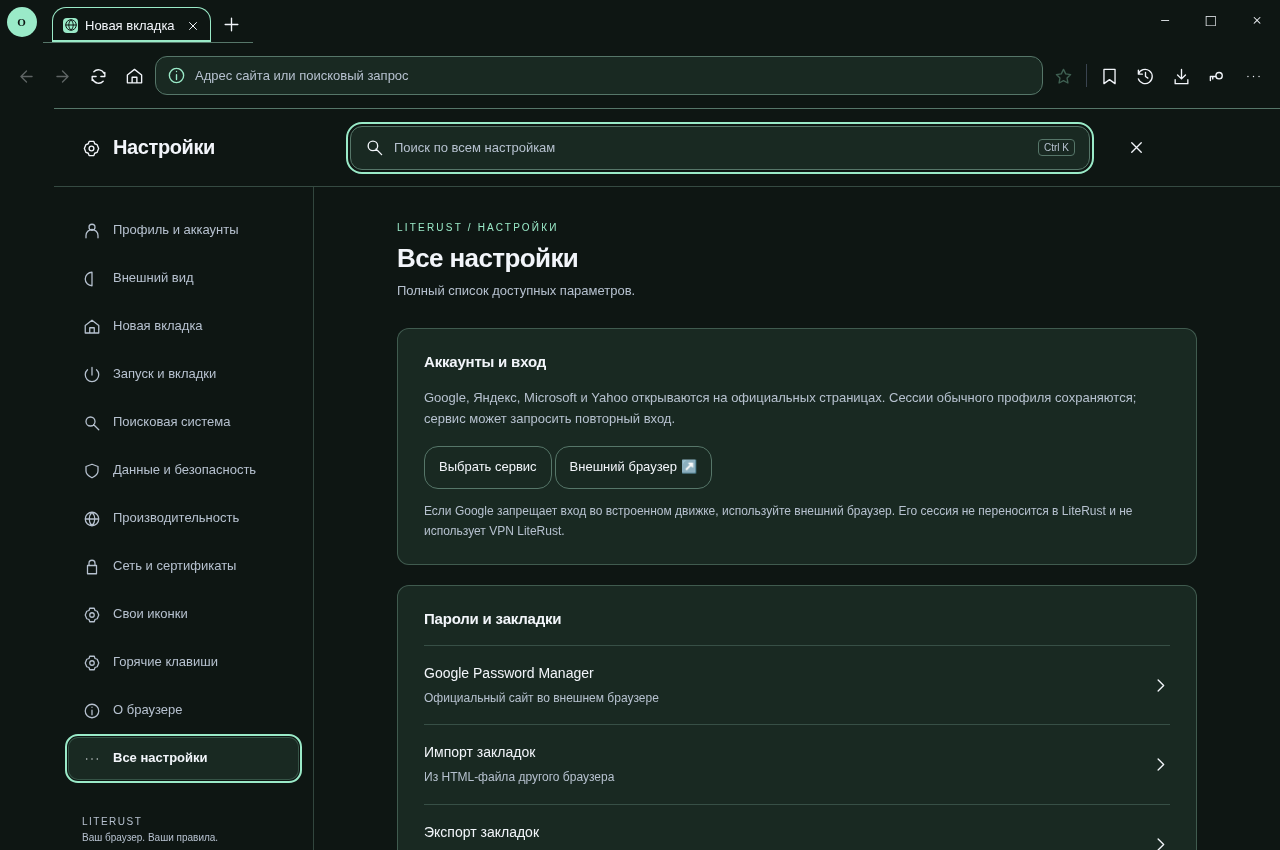 O
Новая вкладка
Адрес сайта или поисковый запрос
Настройки
Поиск по всем настройкам
Ctrl K
Профиль и аккаунты
Внешний вид
Новая вкладка
Запуск и вкладки
Поисковая система
Данные и безопасность
Производительность
Сеть и сертификаты
Свои иконки
Горячие клавиши
О браузере
Все настройки
LITERUST
Ваш браузер. Ваши правила.
LITERUST / НАСТРОЙКИ
Все настройки
Полный список доступных параметров.
Аккаунты и вход
Google, Яндекс, Microsoft и Yahoo открываются на официальных страницах. Сессии обычного профиля сохраняются;
сервис может запросить повторный вход.
Выбрать сервис
Внешний браузер ↗
Если Google запрещает вход во встроенном движке, используйте внешний браузер. Его сессия не переносится в LiteRust и не
использует VPN LiteRust.
Пароли и закладки
Google Password Manager
Официальный сайт во внешнем браузере
Импорт закладок
Из HTML-файла другого браузера
Экспорт закладок